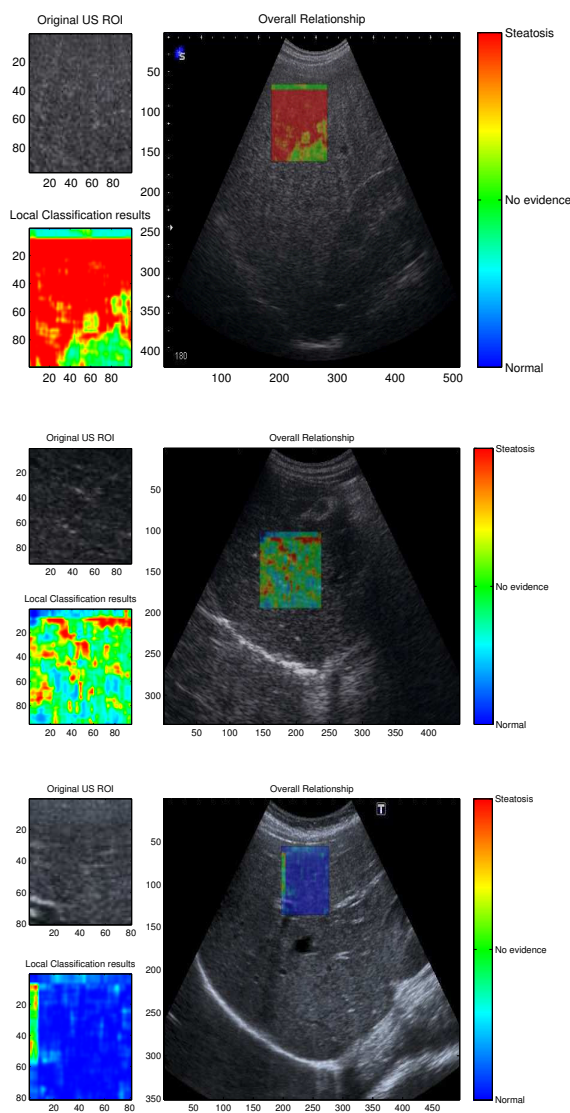 Original US ROI
Overall Relationship
20
40
60
80
20 40 60 80
Local Classification results
20
40
60
80
20 40 60 80
50
100
150
200
250
300
350
400
S
180
100 200 300 400 500
Steatosis
No evidence
Normal
Original US ROI
Overall Relationship
20
40
60
80
20 40 60 80
Local Classification results
20
40
60
80
20 40 60 80
50
100
150
200
250
300
50 100 150 200 250 300 350 400
Steatosis
No evidence
Normal
Original US ROI
Overall Relationship
20
40
60
80
20 40 60 80
Local Classification results
20
40
60
80
20 40 60 80
50
100
150
200
250
300
350
T
50 100 150 200 250 300 350 400 450
Steatosis
No evidence
Normal